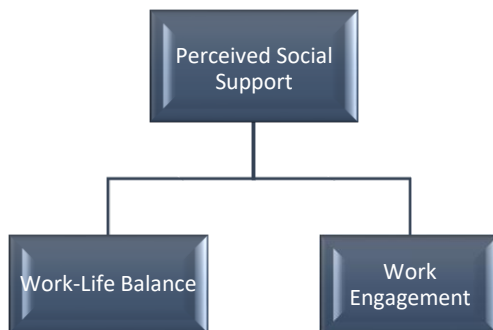 Perceived Social
Support
Work-Life Balance
Work
Engagement